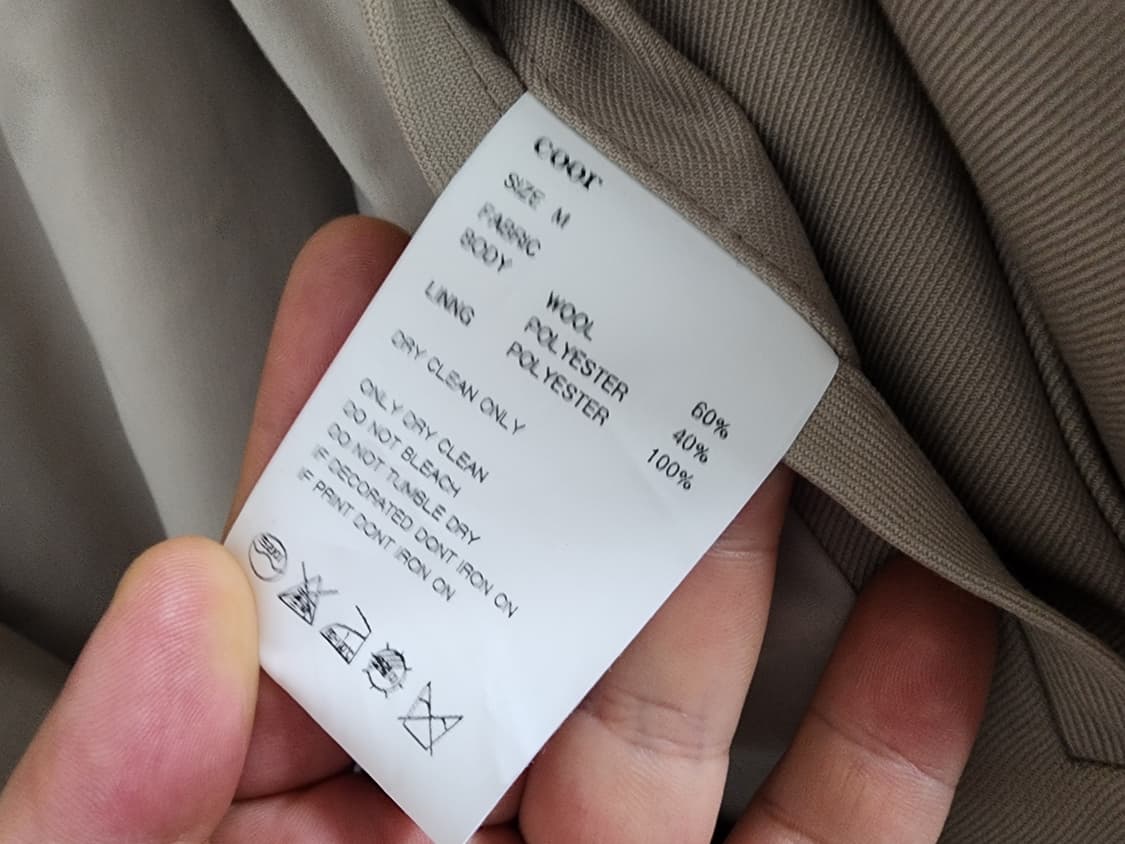 coor
SIZE M
FABRIC
BODY
WOOL 60%
POLYESTER 40%
LINNG POLYESTER 100%
DRY CLEAN ONLY
ONLY DRY CLEAN
DO NOT BLEACH
DO NOT TUMBLE DRY
IF DECORATED DONT IRON ON
IF PRINT DONT IRON ON